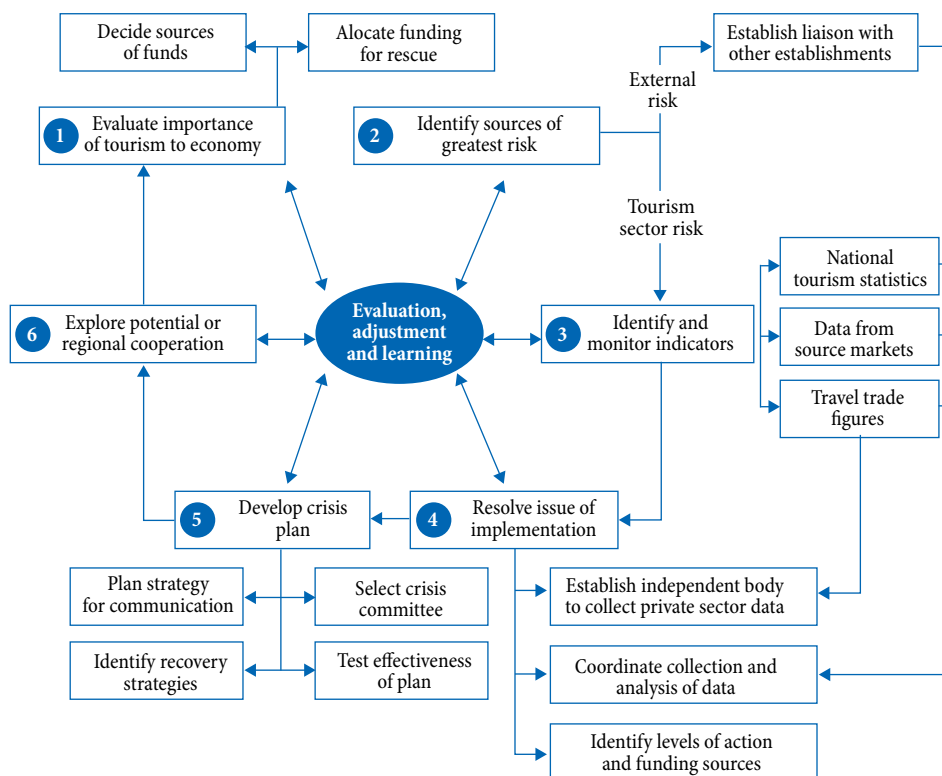 Decide sources
of funds
Alocate funding
for rescue
Establish liaison with
other establishments
External
risk
1
Evaluate importance
of tourism to economy
2
Identify sources of
greatest risk
Tourism
sector risk
National
tourism statistics
6
Explore potential or
regional cooperation
Evaluation,
adjustment
and learning
3
Identify and
monitor indicators
Data from
source markets
Travel trade
figures
5
Develop crisis
plan
4
Resolve issue of
implementation
Plan strategy
for communication
Select crisis
committee
Establish independent body
to collect private sector data
Identify recovery
strategies
Test effectiveness
of plan
Coordinate collection and
analysis of data
Identify levels of action
and funding sources